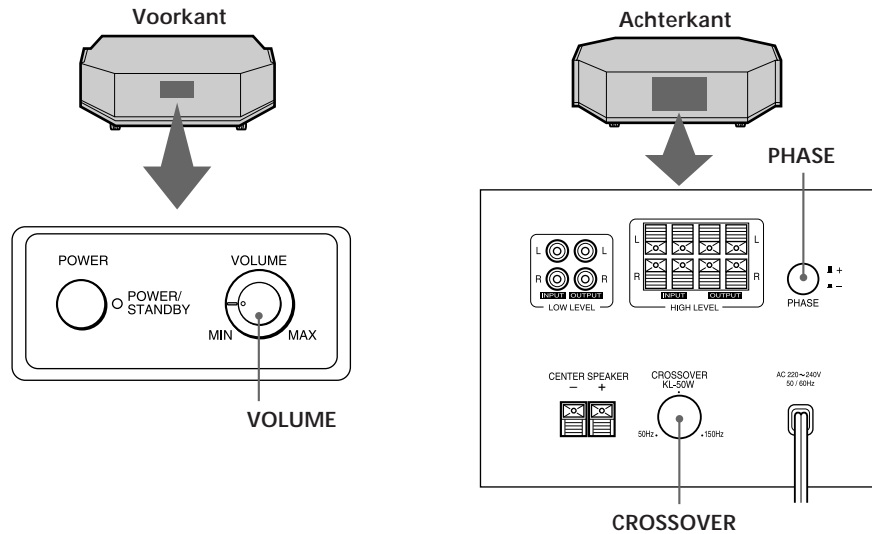 Voorkant
POWER
VOLUME
POWER/
STANDBY
MIN
MAX
VOLUME
Achterkant
PHASE
L
L
R
R
INPUT
OUTPUT
LOW LEVEL
L
L
R
R
INPUT
OUTPUT
HIGH LEVEL
+
–
PHASE
CENTER SPEAKER
– +
CROSSOVER
KL-50W
50Hz
150Hz
AC 220~240V
50 / 60Hz
CROSSOVER